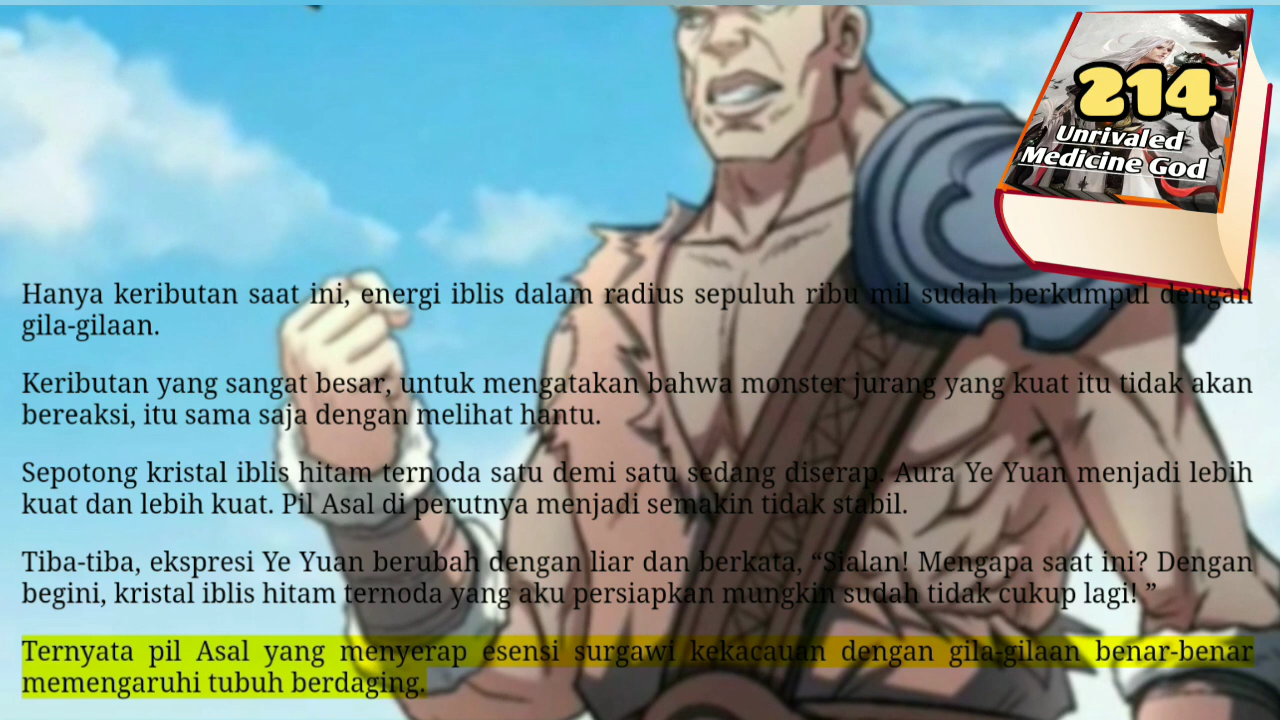 214
Unrivaled
Medicine God
Hanya keributan saat ini, energi iblis dalam radius sepuluh ribu mil sudah berkumpul dengan
gila-gilaan.
Keributan yang sangat besar, untuk mengatakan bahwa monster jurang yang kuat itu tidak akan
bereaksi, itu sama saja dengan melihat hantu.
Sepotong kristal iblis hitam ternoda satu demi satu sedang diserap. Aura Ye Yuan menjadi lebih
kuat dan lebih kuat. Pil Asal di perutnya menjadi semakin tidak stabil.
Tiba-tiba, ekspresi Ye Yuan berubah dengan liar dan berkata, “Sialan! Mengapa saat ini? Dengan
begini, kristal iblis hitam ternoda yang aku persiapkan mungkin sudah tidak cukup lagi! ”
Ternyata pil Asal yang menyerap esensi surgawi kekacauan dengan gila-gilaan benar-benar
memengaruhi tubuh berdaging.